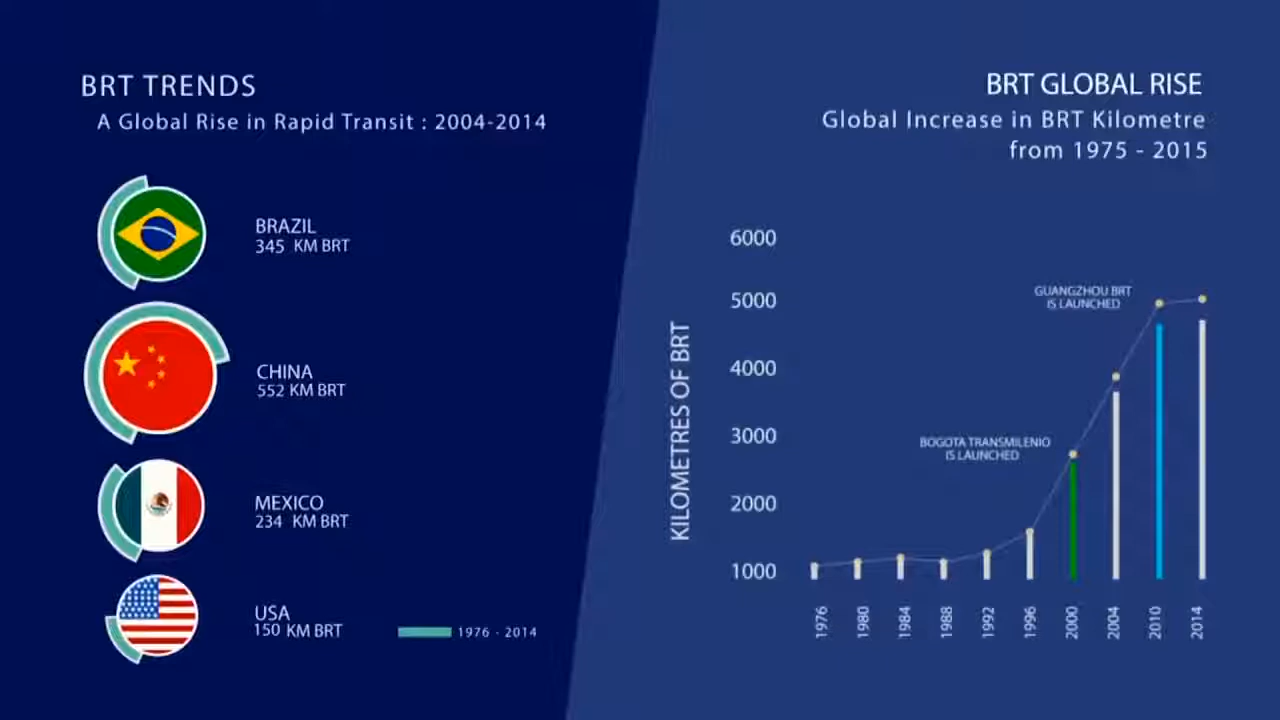 BRT TRENDS
A Global Rise in Rapid Transit : 2004-2014
BRAZIL
345 KM BRT
CHINA
552 KM BRT
MEXICO
234 KM BRT
USA
150 KM BRT
1976 - 2014
BRT GLOBAL RISE
Global Increase in BRT Kilometre
from 1975 - 2015
KILOMETRES OF BRT
6000
5000
4000
3000
2000
1000
GUANGZHOU BRT
IS LAUNCHED
BOGOTA TRANSMILENIO
IS LAUNCHED
1976
1980
1984
1988
1992
1996
2000
2004
2010
2014